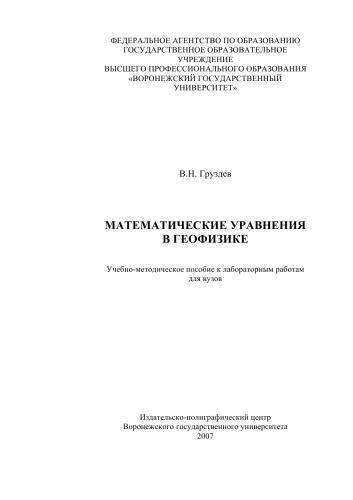 ФЕДЕРАЛЬНОЕ АГЕНТСТВО ПО ОБРАЗОВАНИЮ
ГОСУДАРСТВЕННОЕ ОБРАЗОВАТЕЛЬНОЕ
УЧРЕЖДЕНИЕ
ВЫСШЕГО ПРОФЕССИОНАЛЬНОГО ОБРАЗОВАНИЯ
«ВОРОНЕЖСКИЙ ГОСУДАРСТВЕННЫЙ
УНИВЕРСИТЕТ»
В.Н. Груздев
МАТЕМАТИЧЕСКИЕ УРАВНЕНИЯ
В ГЕОФИЗИКЕ
Учебно-методическое пособие к лабораторным работам
для вузов
Издательско-полиграфический центр
Воронежского государственного университета
2007